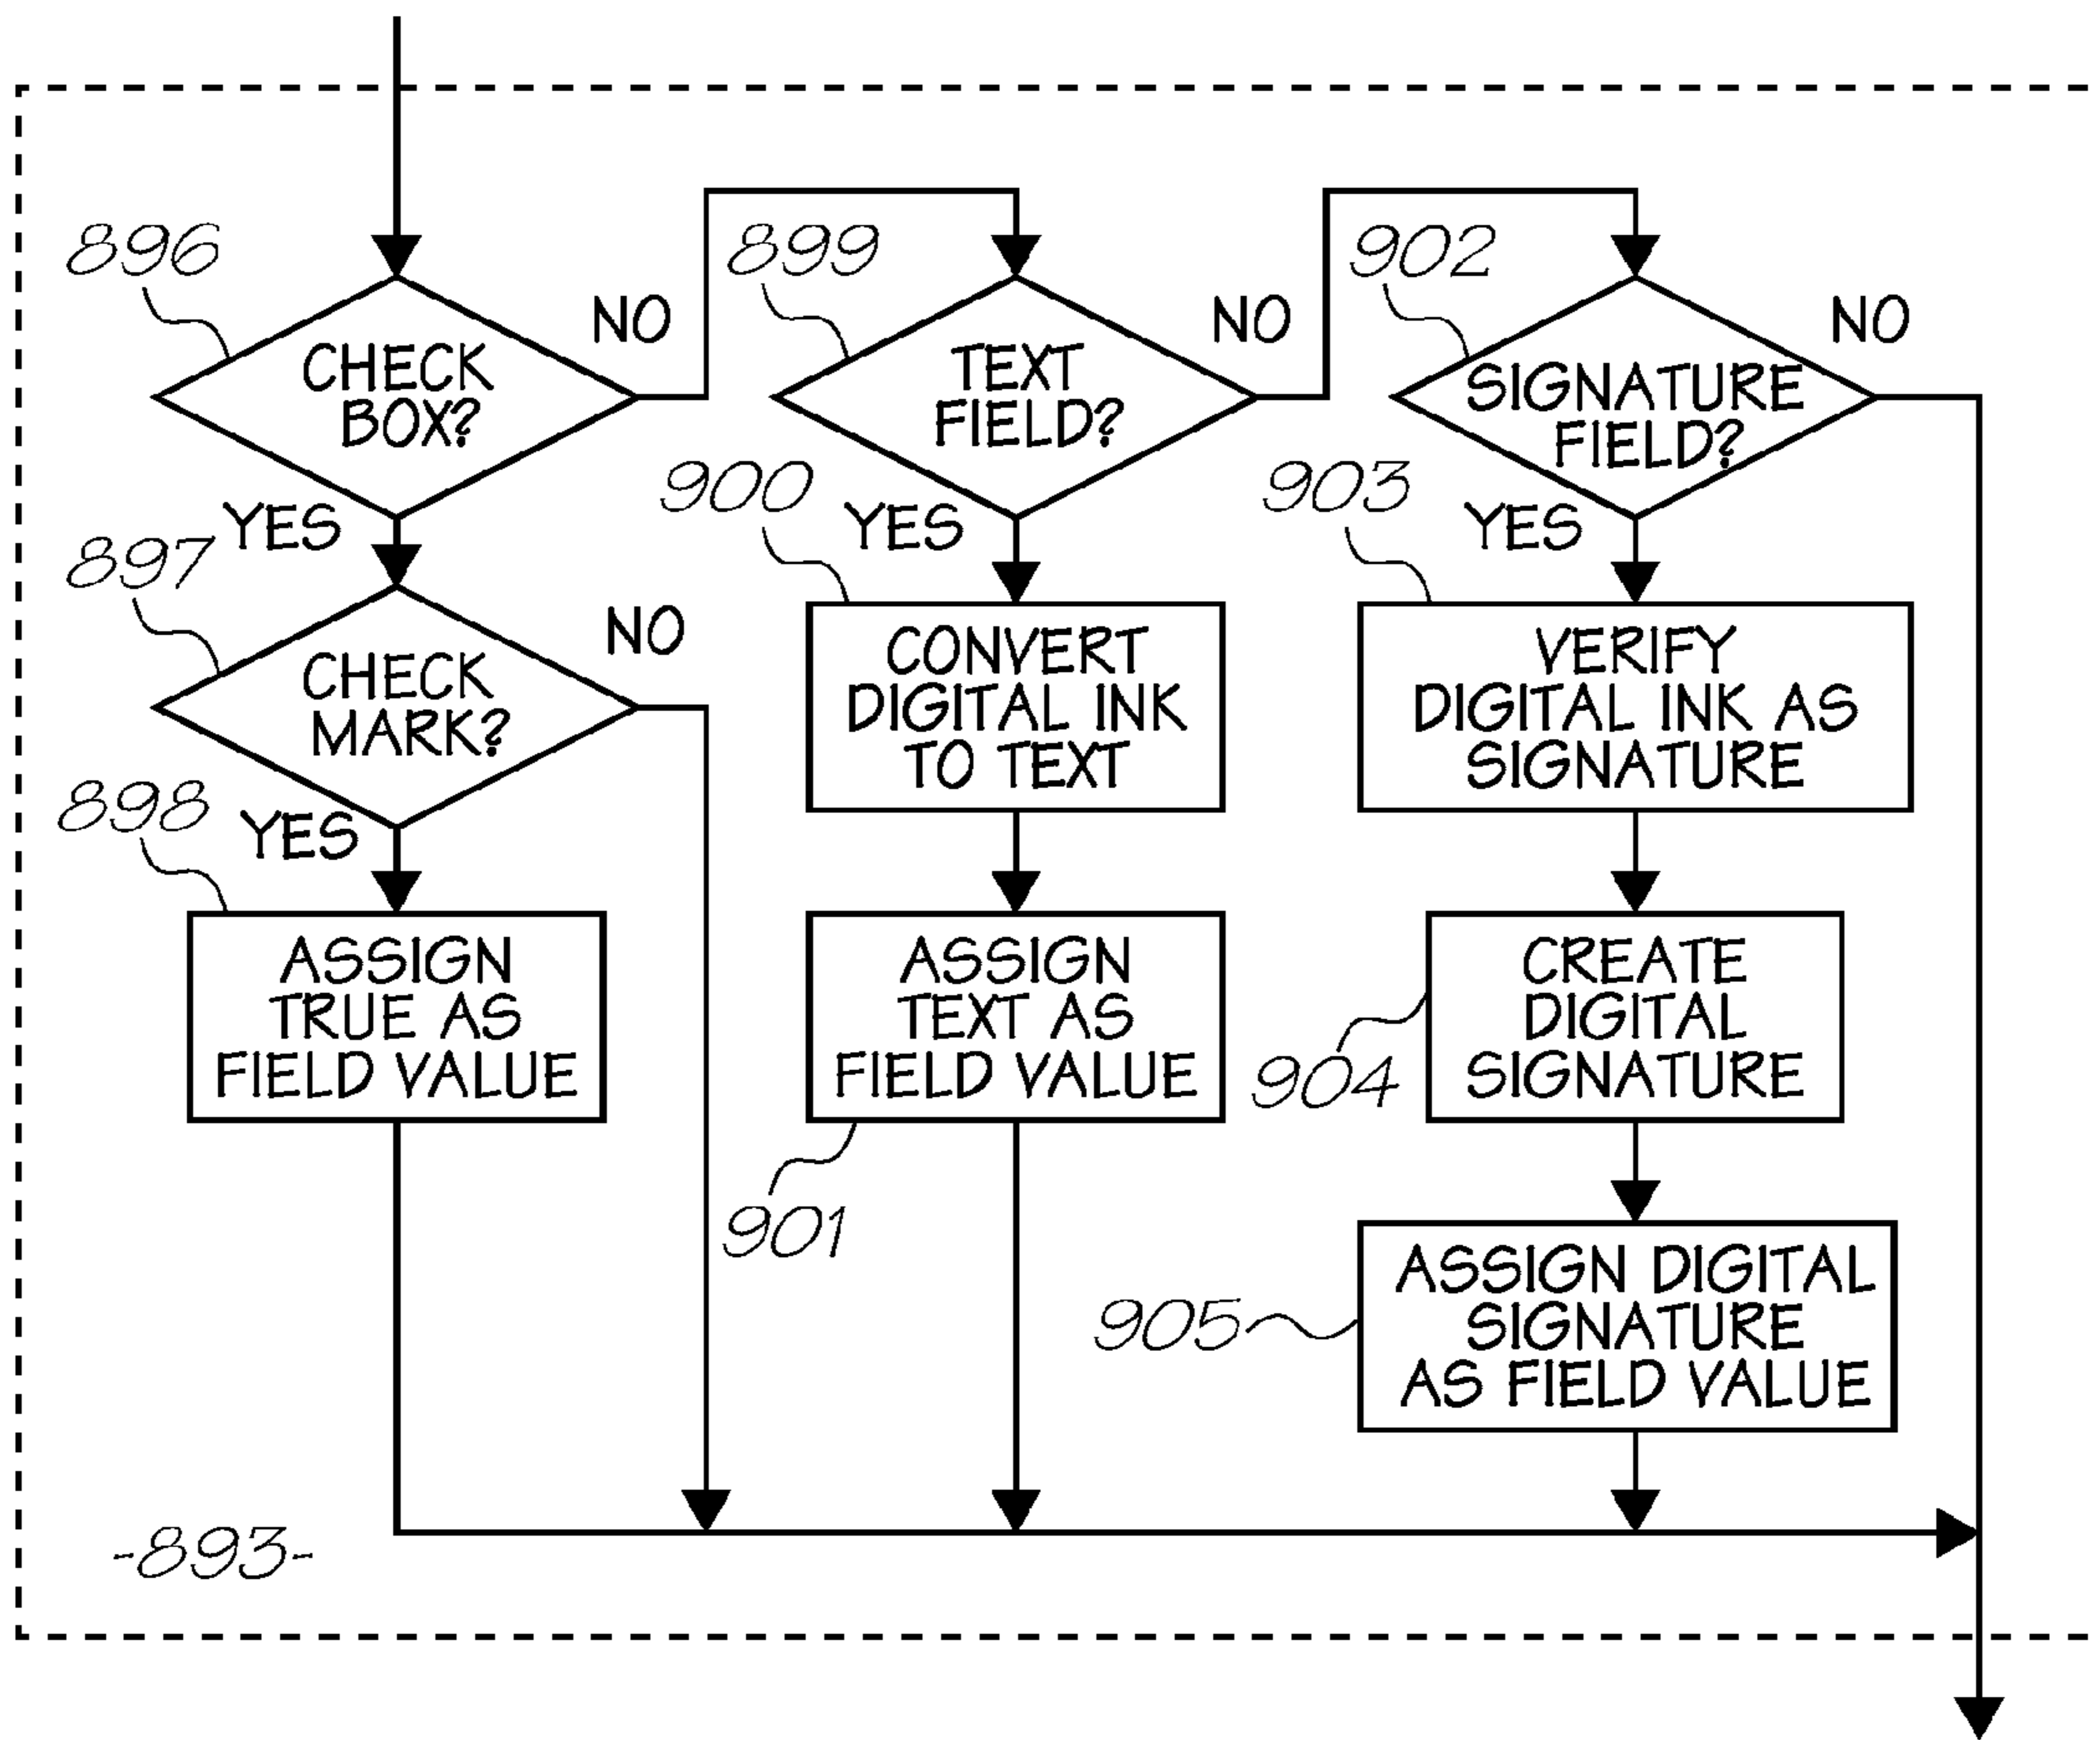 896
CHECK
BOX?
NO
YES
897
CHECK
MARK?
NO
YES
898
ASSIGN
TRUE AS
FIELD VALUE
899
TEXT
FIELD?
NO
YES
900
CONVERT
DIGITAL INK
TO TEXT
ASSIGN
TEXT AS
FIELD VALUE
901
902
SIGNATURE
FIELD?
NO
YES
903
VERIFY
DIGITAL INK AS
SIGNATURE
CREATE
DIGITAL
SIGNATURE
904
ASSIGN DIGITAL
SIGNATURE
AS FIELD VALUE
905
-893-